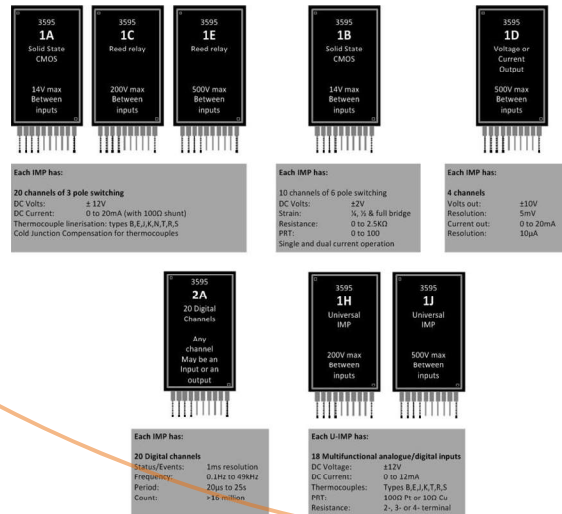 3595
1A
Solid State
CMOS
14V max
Between
inputs
3595
1C
Reed relay
200V max
Between
inputs
3595
1E
Reed relay
500V max
Between
inputs
3595
1B
Solid State
CMOS
14V max
Between
inputs
3595
1D
Voltage or
Current
Output
500V max
Between
inputs
Each IMP has:
20 channels of 3 pole switching
DC Volts: ± 12V
DC Current: 0 to 20mA (with 100Ω shunt)
Thermocouple linerisation: types B,E,J,K,N,T,R,S
Cold Junction Compensation for thermocouples
Each IMP has:
10 channels of 6 pole switching
DC Volts: ±2V
Strain: ¼, ½ & full bridge
Resistance: 0 to 2.5KΩ
PRT: 0 to 100
Single and dual current operation
Each IMP has:
4 channels
Volts out: ±10V
Resolution: 5mV
Current out: 0 to 20mA
Resolution: 10µA
3595
2A
20 Digital
Channels
Any
channel
May be an
Input or an
output
3595
1H
Universal
IMP
200V max
Between
inputs
3595
1J
Universal
IMP
500V max
Between
inputs
Each IMP has:
20 Digital channels
Status/Events: 1ms resolution
Frequency: 0.1Hz to 49kHz
Period: 20µs to 25s
Count: >16 million
Each U-IMP has:
18 Multifunctional analogue/digital inputs
DC Voltage: ±12V
DC Current: 0 to 12mA
Thermocouples: Types B,E,J,K,T,R,S
PRT: 100Ω Pt or 10Ω Cu
Resistance: 2-, 3- or 4- terminal